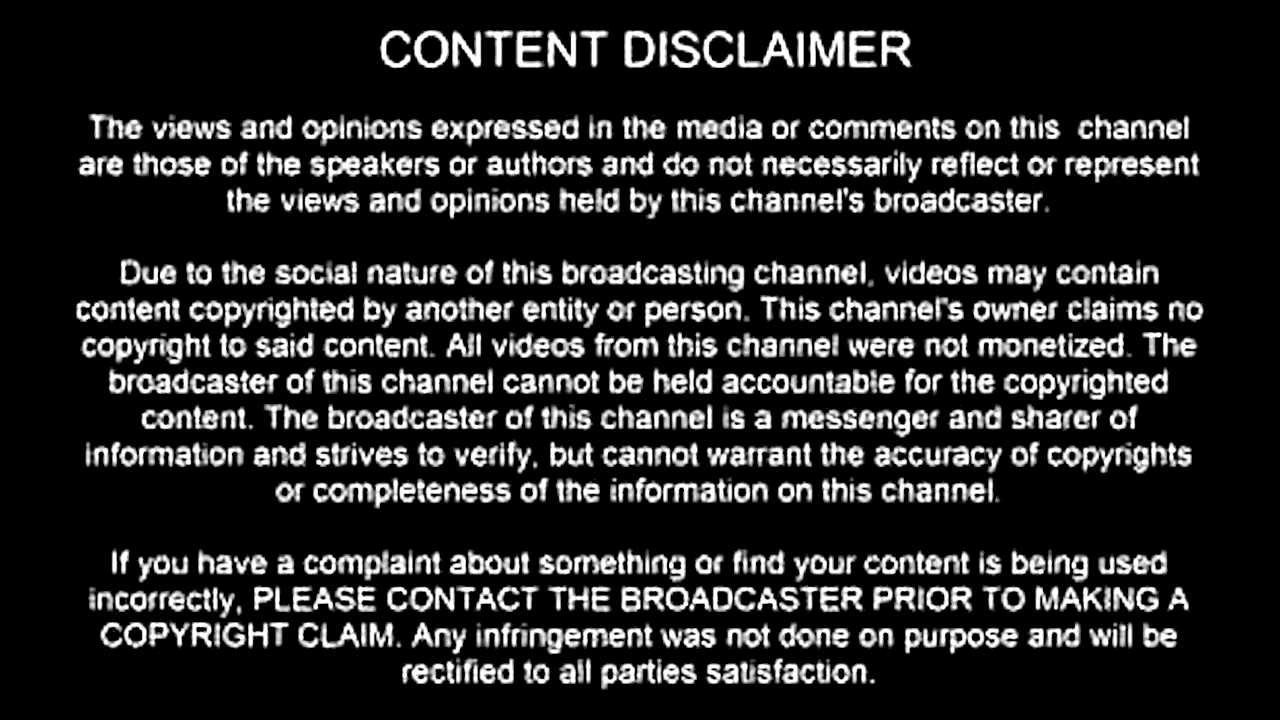 CONTENT DISCLAIMER
The views and opinions expressed in the media or comments on this channel
are those of the speakers or authors and do not necessarily reflect or represent
the views and opinions held by this channel's broadcaster.
Due to the social nature of this broadcasting channel, videos may contain
content copyrighted by another entity or person. This channel's owner claims no
copyright to said content. All videos from this channel were not monetized. The
broadcaster of this channel cannot be held accountable for the copyrighted
content. The broadcaster of this channel is a messenger and sharer of
information and strives to verify, but cannot warrant the accuracy of copyrights
or completeness of the information on this channel.
If you have a complaint about something or find your content is being used
incorrectly, PLEASE CONTACT THE BROADCASTER PRIOR TO MAKING A
COPYRIGHT CLAIM. Any infringement was not done on purpose and will be
rectified to all parties satisfaction.